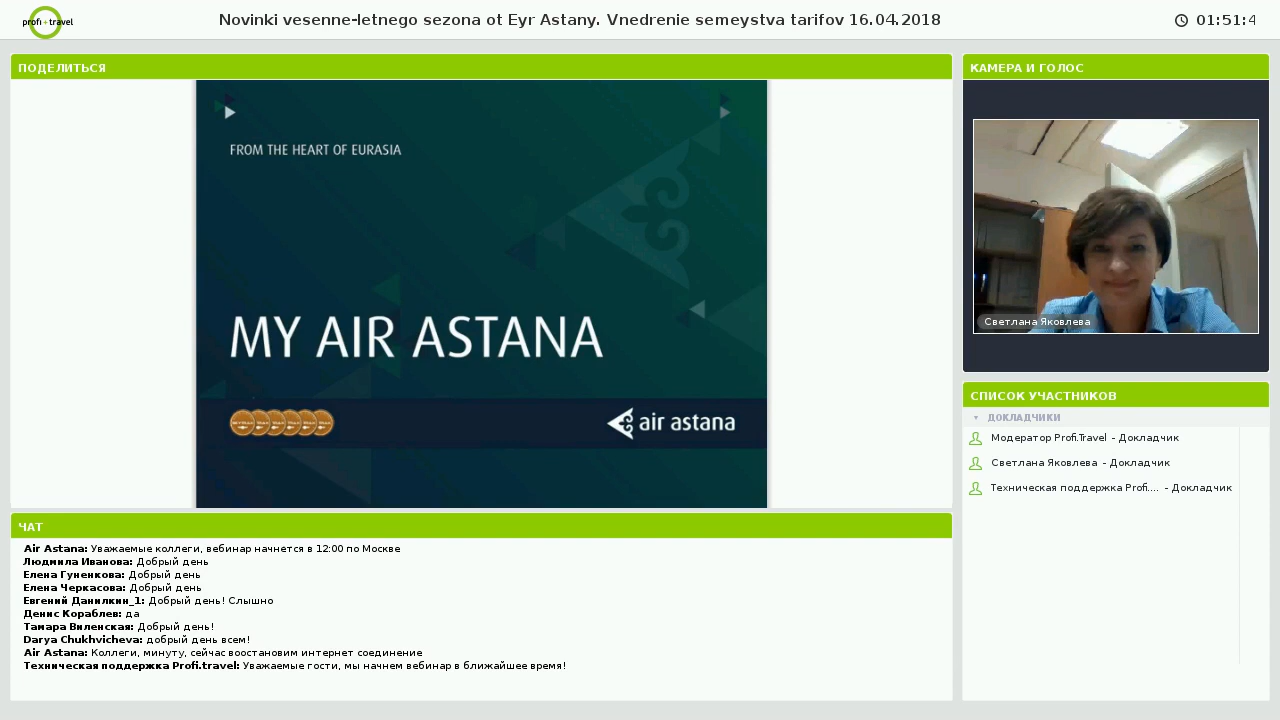 profi + travel
Novinki vesenne-letnego sezona ot Eyr Astany. Vnedrenie semeystva tarifov 16.04.2018
01:51:4
ПОДЕЛИТЬСЯ
FROM THE HEART OF EURASIA
MY AIR ASTANA
air astana
КАМЕРА И ГОЛОС
Светлана Яковлева
СПИСОК УЧАСТНИКОВ
ДОКЛАДЧИКИ
Модератор Profi.Travel - Докладчик
Светлана Яковлева - Докладчик
Техническая поддержка Profi.... - Докладчик
ЧАТ
Air Astana: Уважаемые коллеги, вебинар начнется в 12:00 по Москве
Людмила Иванова: Добрый день
Елена Гуненкова: Добрый день
Елена Черкасова: Добрый день
Евгений Данилкин_1: Добрый день! Слышно
Денис Кораблев: да
Тамара Виленская: Добрый день!
Darya Chukhvicheva: добрый день всем!
Air Astana: Коллеги, минуту, сейчас воостановим интернет соединение
Техническая поддержка Profi.travel: Уважаемые гости, мы начнем вебинар в ближайшее время!